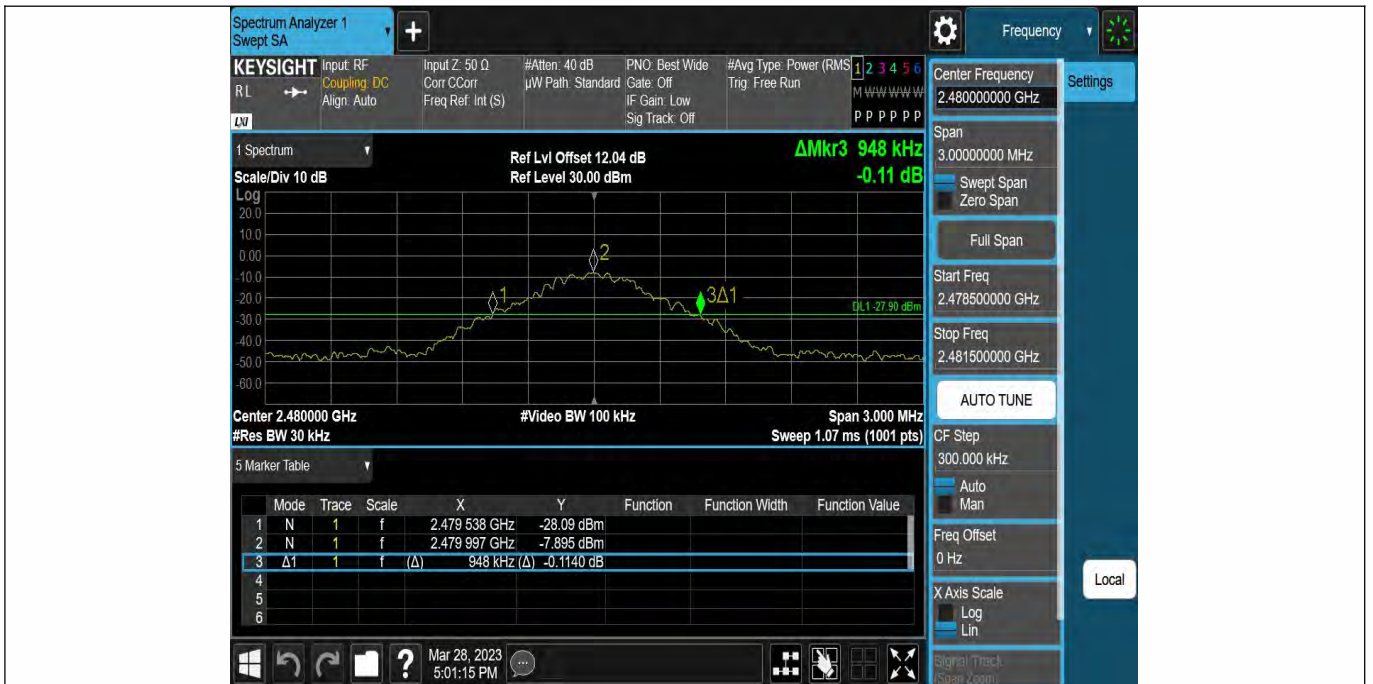 Spectrum Analyzer 1
Swept SA
+
Frequency
KEYSIGHT
RL
LXI
Input: RF
Coupling: DC
Align: Auto
Input Z: 50 Ω
Corr CCorr
Freq Ref: Int (S)
#Atten: 40 dB
µW Path: Standard
PNO: Best Wide
Gate: Off
IF Gain: Low
Sig Track: Off
#Avg Type: Power (RMS
Trig: Free Run
1 2 3 4 5 6
M W W W W W
P P P P P P
1 Spectrum
Scale/Div 10 dB
Ref Lvl Offset 12.04 dB
Ref Level 30.00 dBm
ΔMkr3 948 kHz
-0.11 dB
Log
20.0
10.0
0.00
-10.0
-20.0
-30.0
-40.0
-50.0
-60.0
1
2
3Δ1
DL1 -27.90 dBm
Center 2.480000 GHz
#Video BW 100 kHz
Span 3.000 MHz
#Res BW 30 kHz
Sweep 1.07 ms (1001 pts)
5 Marker Table
Mode Trace Scale X Y Function Function Width Function Value
1 N 1 f 2.479 538 GHz -28.09 dBm
2 N 1 f 2.479 997 GHz -7.895 dBm
3 Δ1 1 f (Δ) 948 kHz (Δ) -0.1140 dB
4
5
6
?
Mar 28, 2023
5:01:15 PM
Center Frequency
2.480000000 GHz
Settings
Span
3.00000000 MHz
Swept Span
Zero Span
Full Span
Start Freq
2.478500000 GHz
Stop Freq
2.481500000 GHz
AUTO TUNE
CF Step
300.000 kHz
Auto
Man
Freq Offset
0 Hz
X Axis Scale
Log
Lin
Signal Track
(Span Zoom)
Local